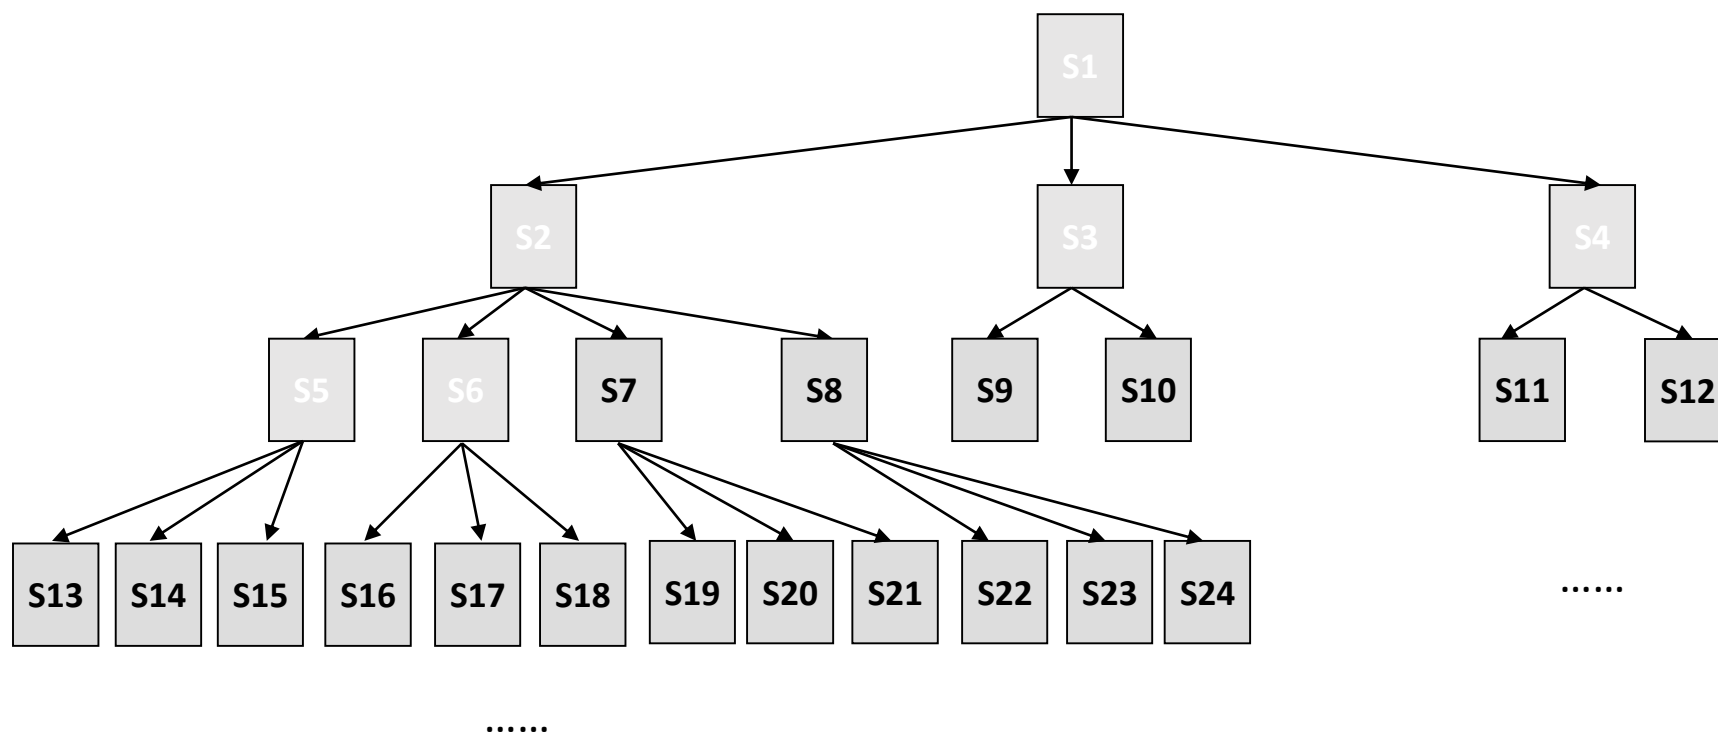 S1
S2 S3 S4
S5 S6 S7 S8 S9 S10 S11 S12
S13 S14 S15 S16 S17 S18 S19 S20 S21 S22 S23 S24
......
......